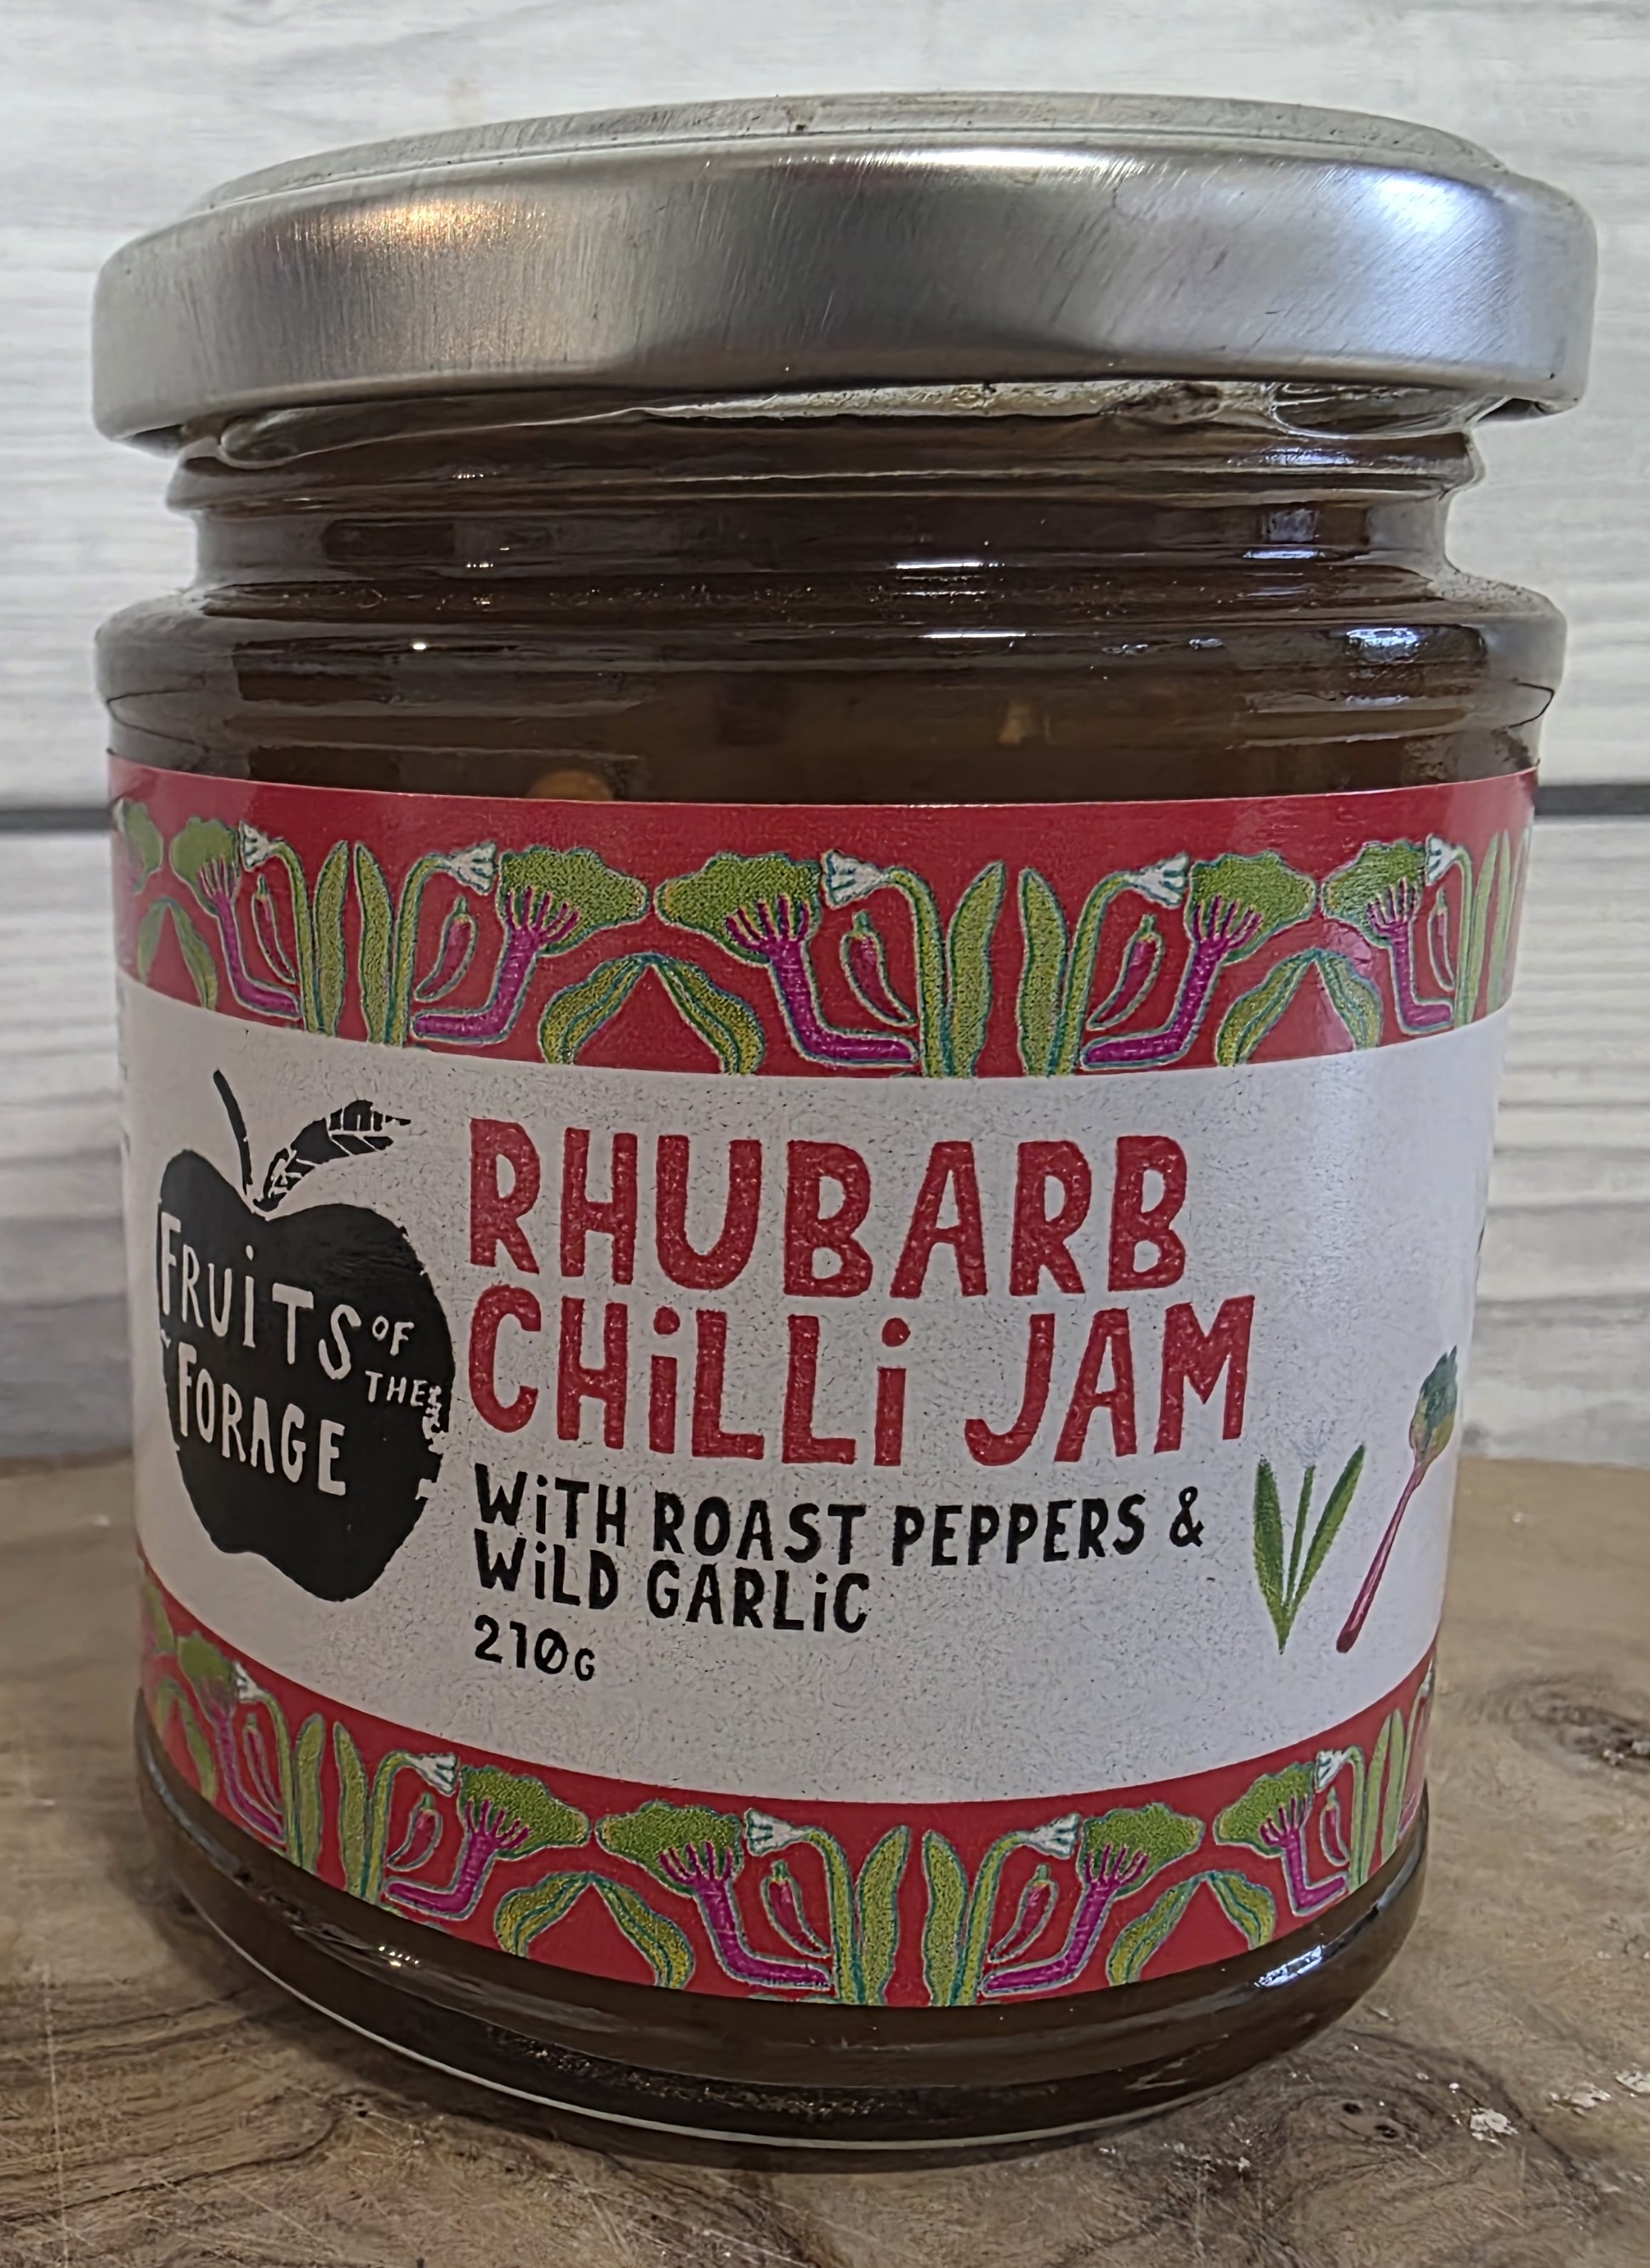 FRUiTS OF
THE
FORAGE
RHUBARB
CHiLLi JAM
WiTH ROAST PEPPERS &
WiLD GARLiC
210G